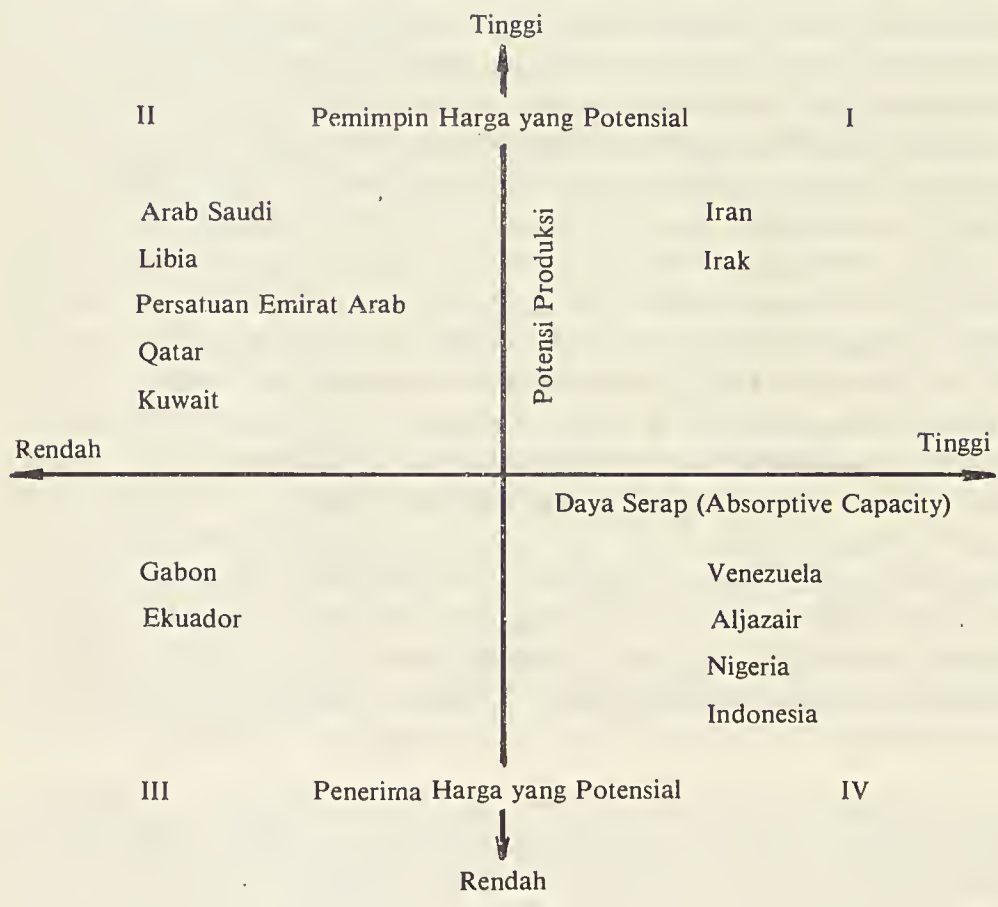 Tinggi
II Pemimpin Harga yang Potensial I
Arab Saudi Iran
Libia Irak
Persatuan Emirat Arab
Qatar
Kuwait
Potensi Produksi
Rendah Tinggi
Daya Serap (Absorptive Capacity)
Gabon Venezuela
Ekuador Aljazair
Nigeria
Indonesia
III Penerima Harga yang Potensial IV
Rendah